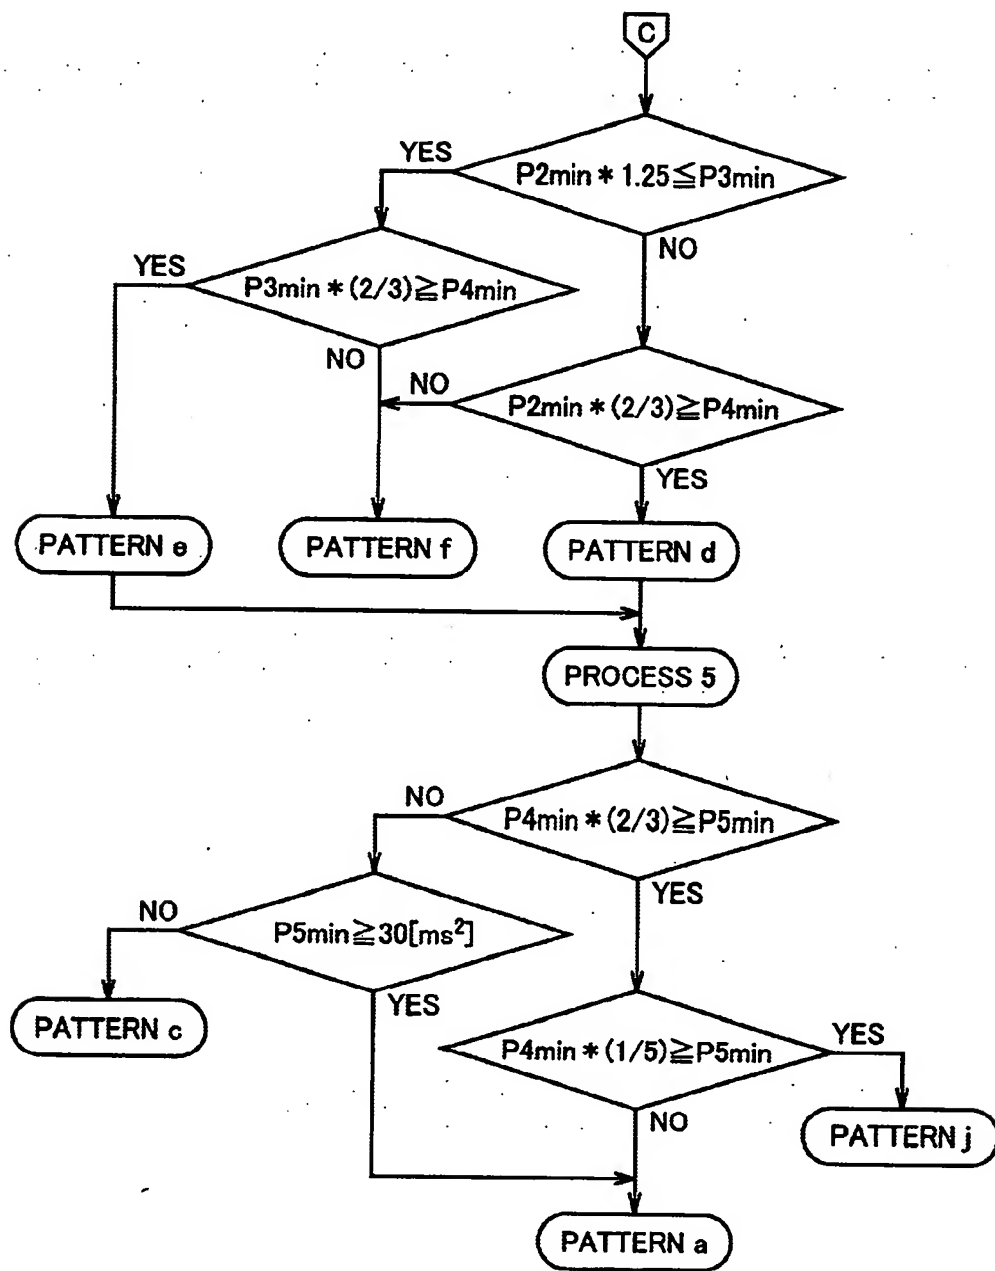 C
YES
P2min * 1.25≦P3min
NO
YES
P3min * (2/3)≧P4min
NO
NO
P2min * (2/3)≧P4min
YES
PATTERN e
PATTERN f
PATTERN d
PROCESS 5
NO
P4min * (2/3)≧P5min
YES
NO
P5min≧30[ms²]
YES
PATTERN c
P4min * (1/5)≧P5min
YES
NO
PATTERN j
PATTERN a